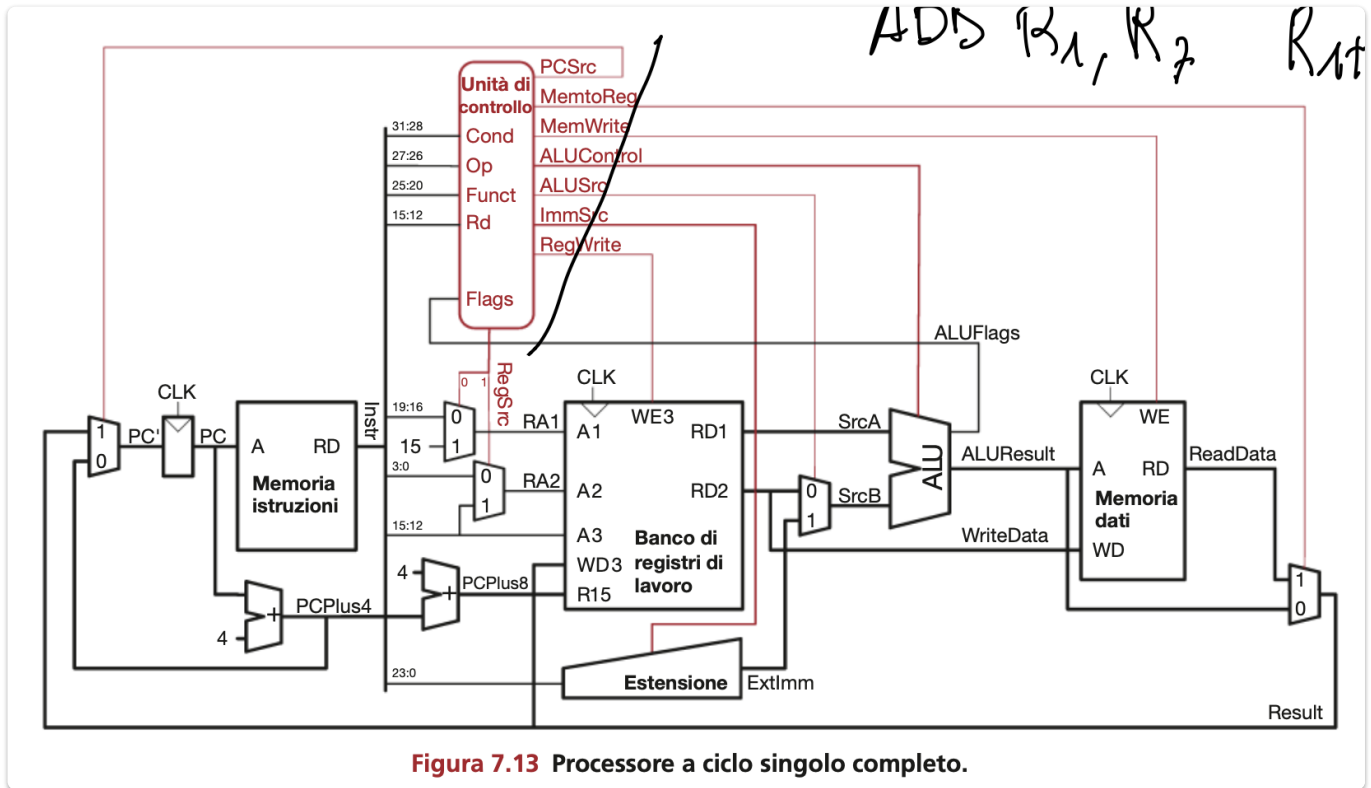 ADD R1, R7 R1+
PCSrc
Unità di
controllo
MemtoReg
31:28
Cond
MemWrite
27:26
Op
ALUControl
25:20
Funct
ALUSrc
15:12
Rd
ImmSrc
RegWrite
Flags
ALUFlags
CLK
CLK
CLK
0 1
RegSrc
Instr
19:16
0
RA1
A1
WE3
RD1
SrcA
WE
1
0
PC'
PC
A
RD
15
1
ALU
ALUResult
A
RD
ReadData
Memoria
istruzioni
3:0
0
1
RA2
A2
RD2
0
1
SrcB
Memoria
dati
15:12
A3
Banco di
registri di
lavoro
WriteData
WD
4
+
PCPlus8
WD3
R15
1
0
PCPlus4
+
4
23:0
Estensione
ExtImm
Result
Figura 7.13 Processore a ciclo singolo completo.